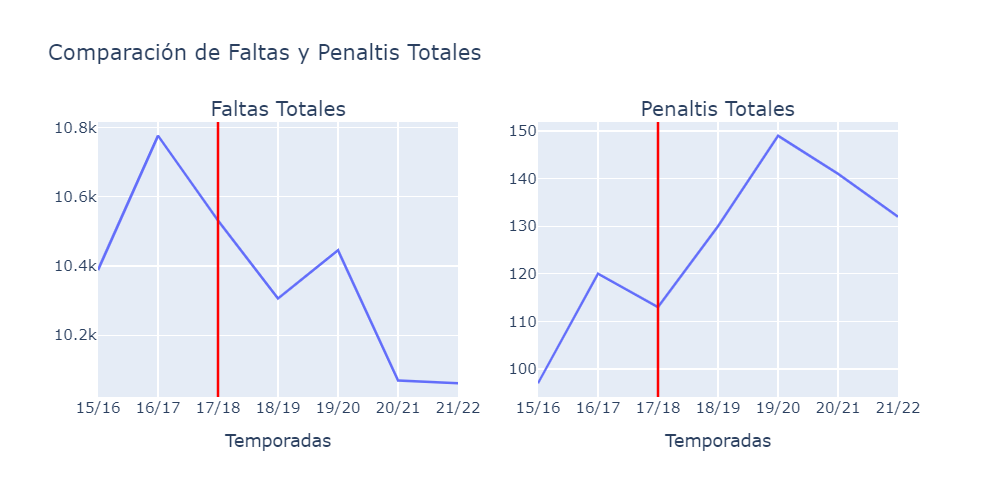 Comparación de Faltas y Penaltis Totales
Faltas Totales
10.8k
10.6k
10.4k
10.2k
15/16 16/17 17/18 18/19 19/20 20/21 21/22
Temporadas
Penaltis Totales
150
140
130
120
110
100
15/16 16/17 17/18 18/19 19/20 20/21 21/22
Temporadas